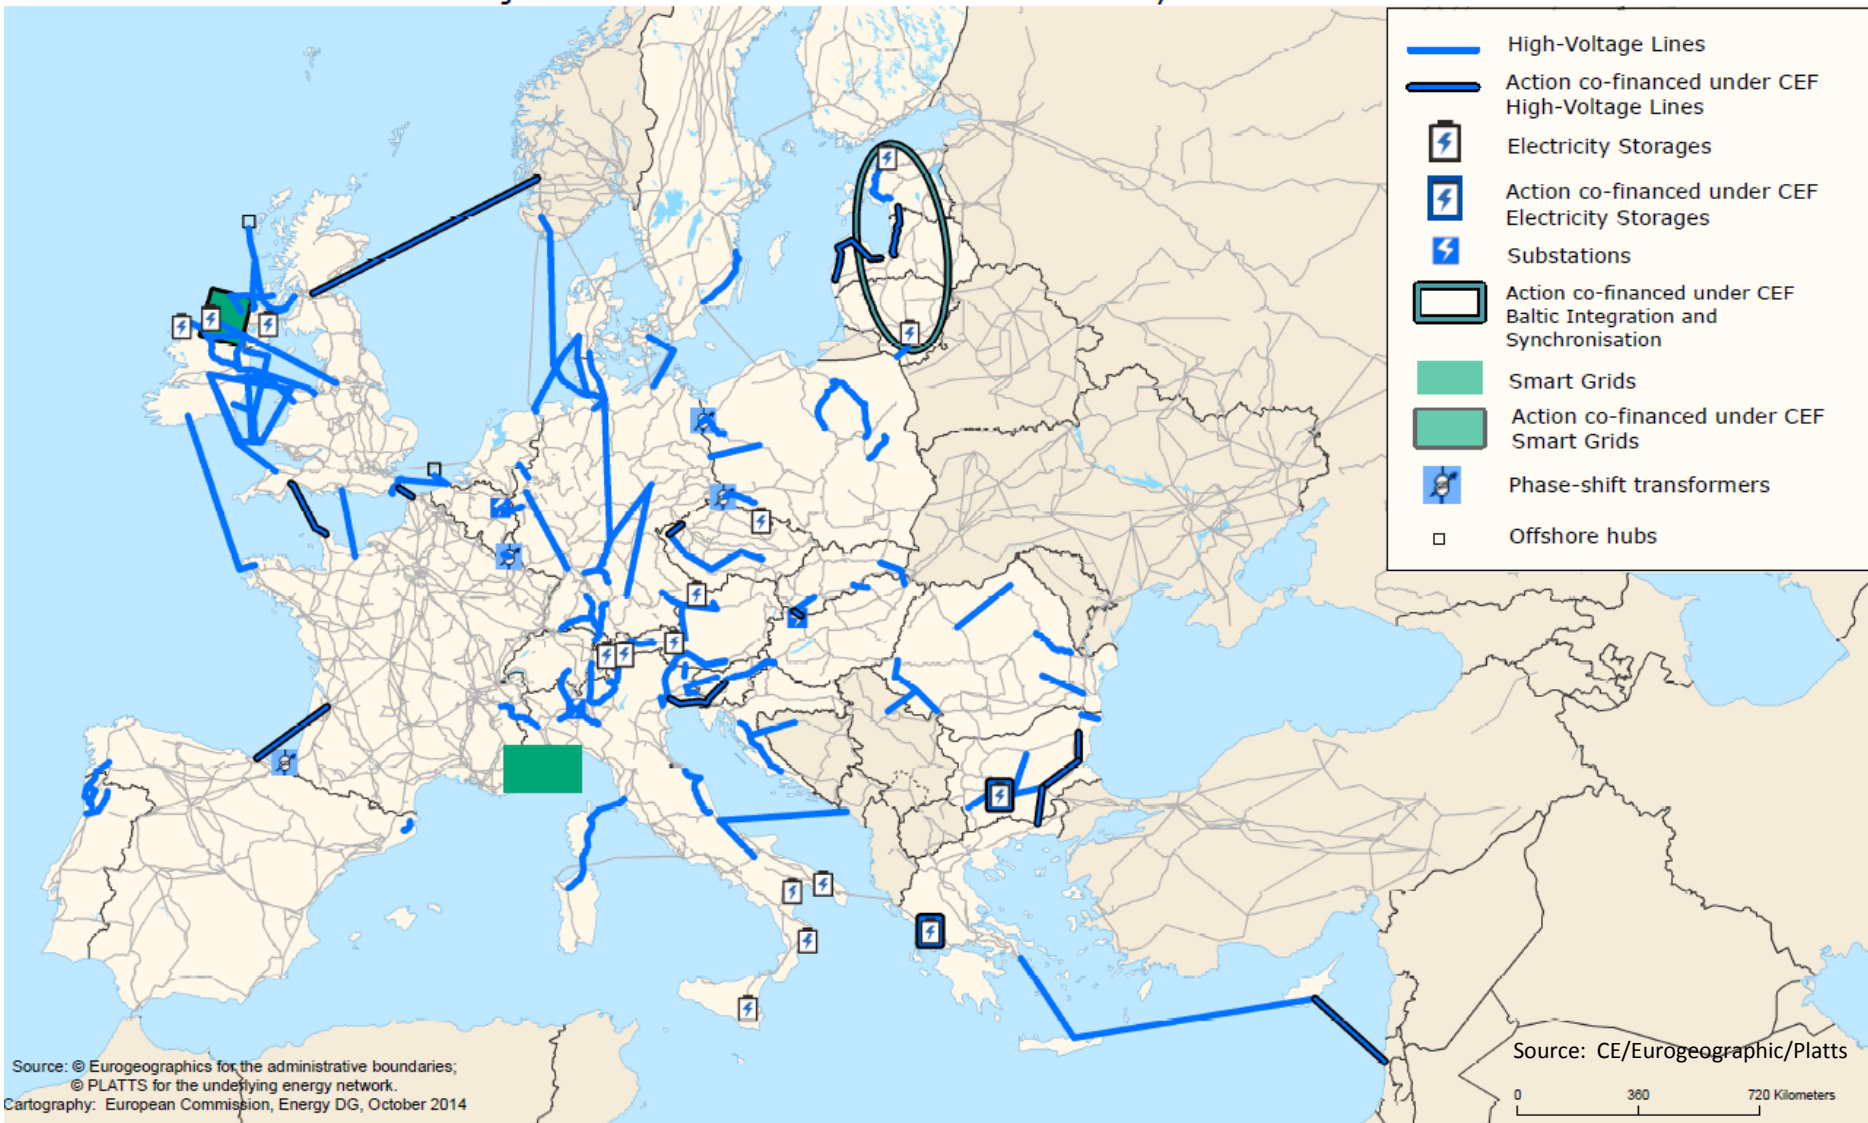 High-Voltage Lines
Action co-financed under CEF
High-Voltage Lines
Electricity Storages
Action co-financed under CEF
Electricity Storages
Substations
Action co-financed under CEF
Baltic Integration and
Synchronisation
Smart Grids
Action co-financed under CEF
Smart Grids
Phase-shift transformers
Offshore hubs
Source: CE/Eurogeographic/Platts
0 360 720 Kilometers
Source: © Eurogeographics for the administrative boundaries;
© PLATTS for the underlying energy network.
Cartography: European Commission, Energy DG, October 2014